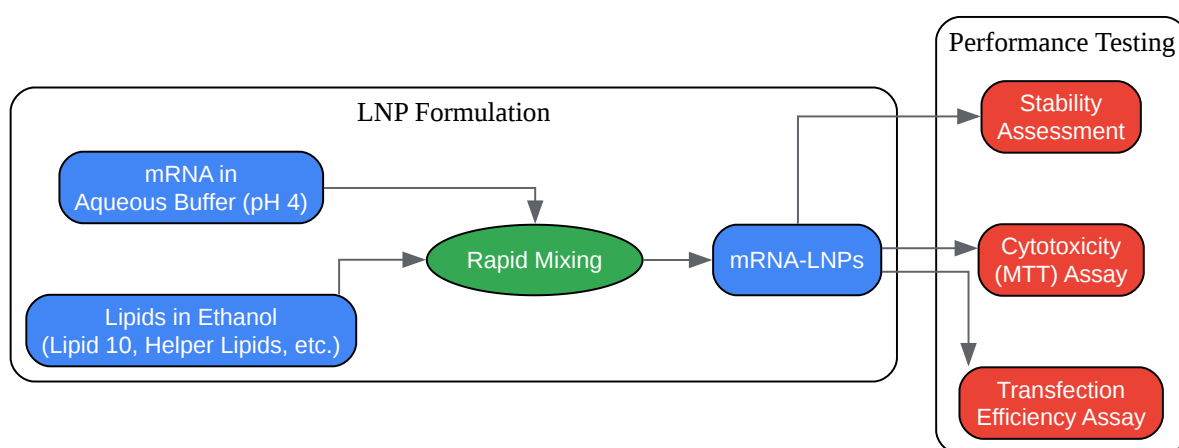 LNP Formulation
mRNA in
Aqueous Buffer (pH 4)
Lipids in Ethanol
(Lipid 10, Helper Lipids, etc.)
Rapid Mixing
mRNA-LNPs
Performance Testing
Stability
Assessment
Cytotoxicity
(MTT) Assay
Transfection
Efficiency Assay